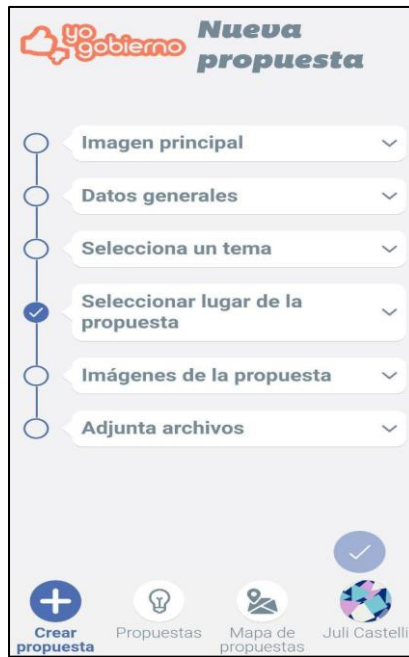 yo
gobierno
Nueva
propuesta
Imagen principal
Datos generales
Selecciona un tema
Seleccionar lugar de la
propuesta
Imágenes de la propuesta
Adjunta archivos
Crear
propuesta
Propuestas
Mapa de
propuestas
Juli Castelli